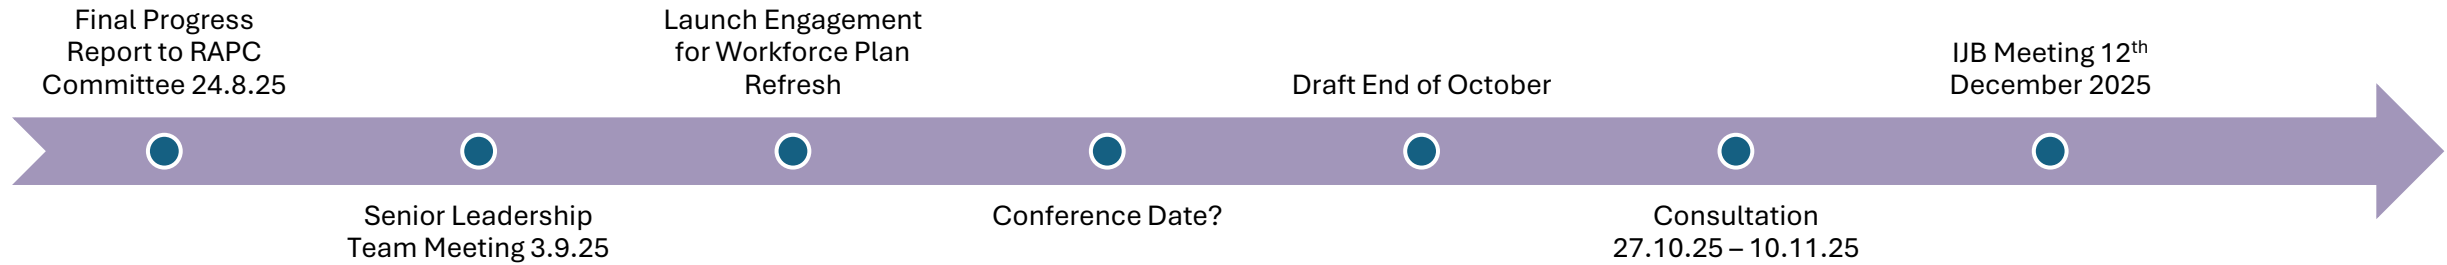 Final Progress
Report to RAPC
Committee 24.8.25
Senior Leadership
Team Meeting 3.9.25
Launch Engagement
for Workforce Plan
Refresh
Conference Date?
Draft End of October
Consultation
27.10.25 – 10.11.25
IJB Meeting 12th
December 2025